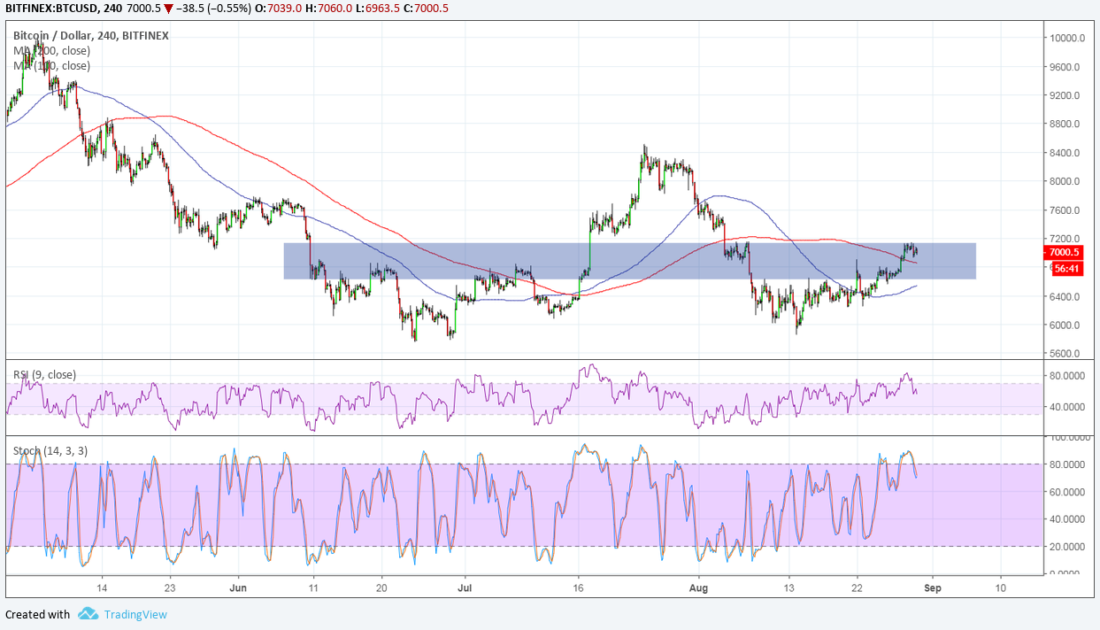 BITFINEX:BTCUSD, 240 7000.5 ▼ −38.5 (−0.55%) O:7039.0 H:7060.0 L:6963.5 C:7000.5
Bitcoin / Dollar, 240, BITFINEX
MA (200, close)
MA (100, close)
10000.0
9600.0
9200.0
8800.0
8400.0
8000.0
7600.0
7200.0
7000.5
56:41
6400.0
6000.0
5600.0
RSI (9, close)
80.0000
40.0000
Stoch (14, 3, 3)
100.0000
80.0000
60.0000
40.0000
20.0000
0.0000
14 23 Jun 11 20 Jul 16 Aug 13 22 Sep 10
Created with TradingView